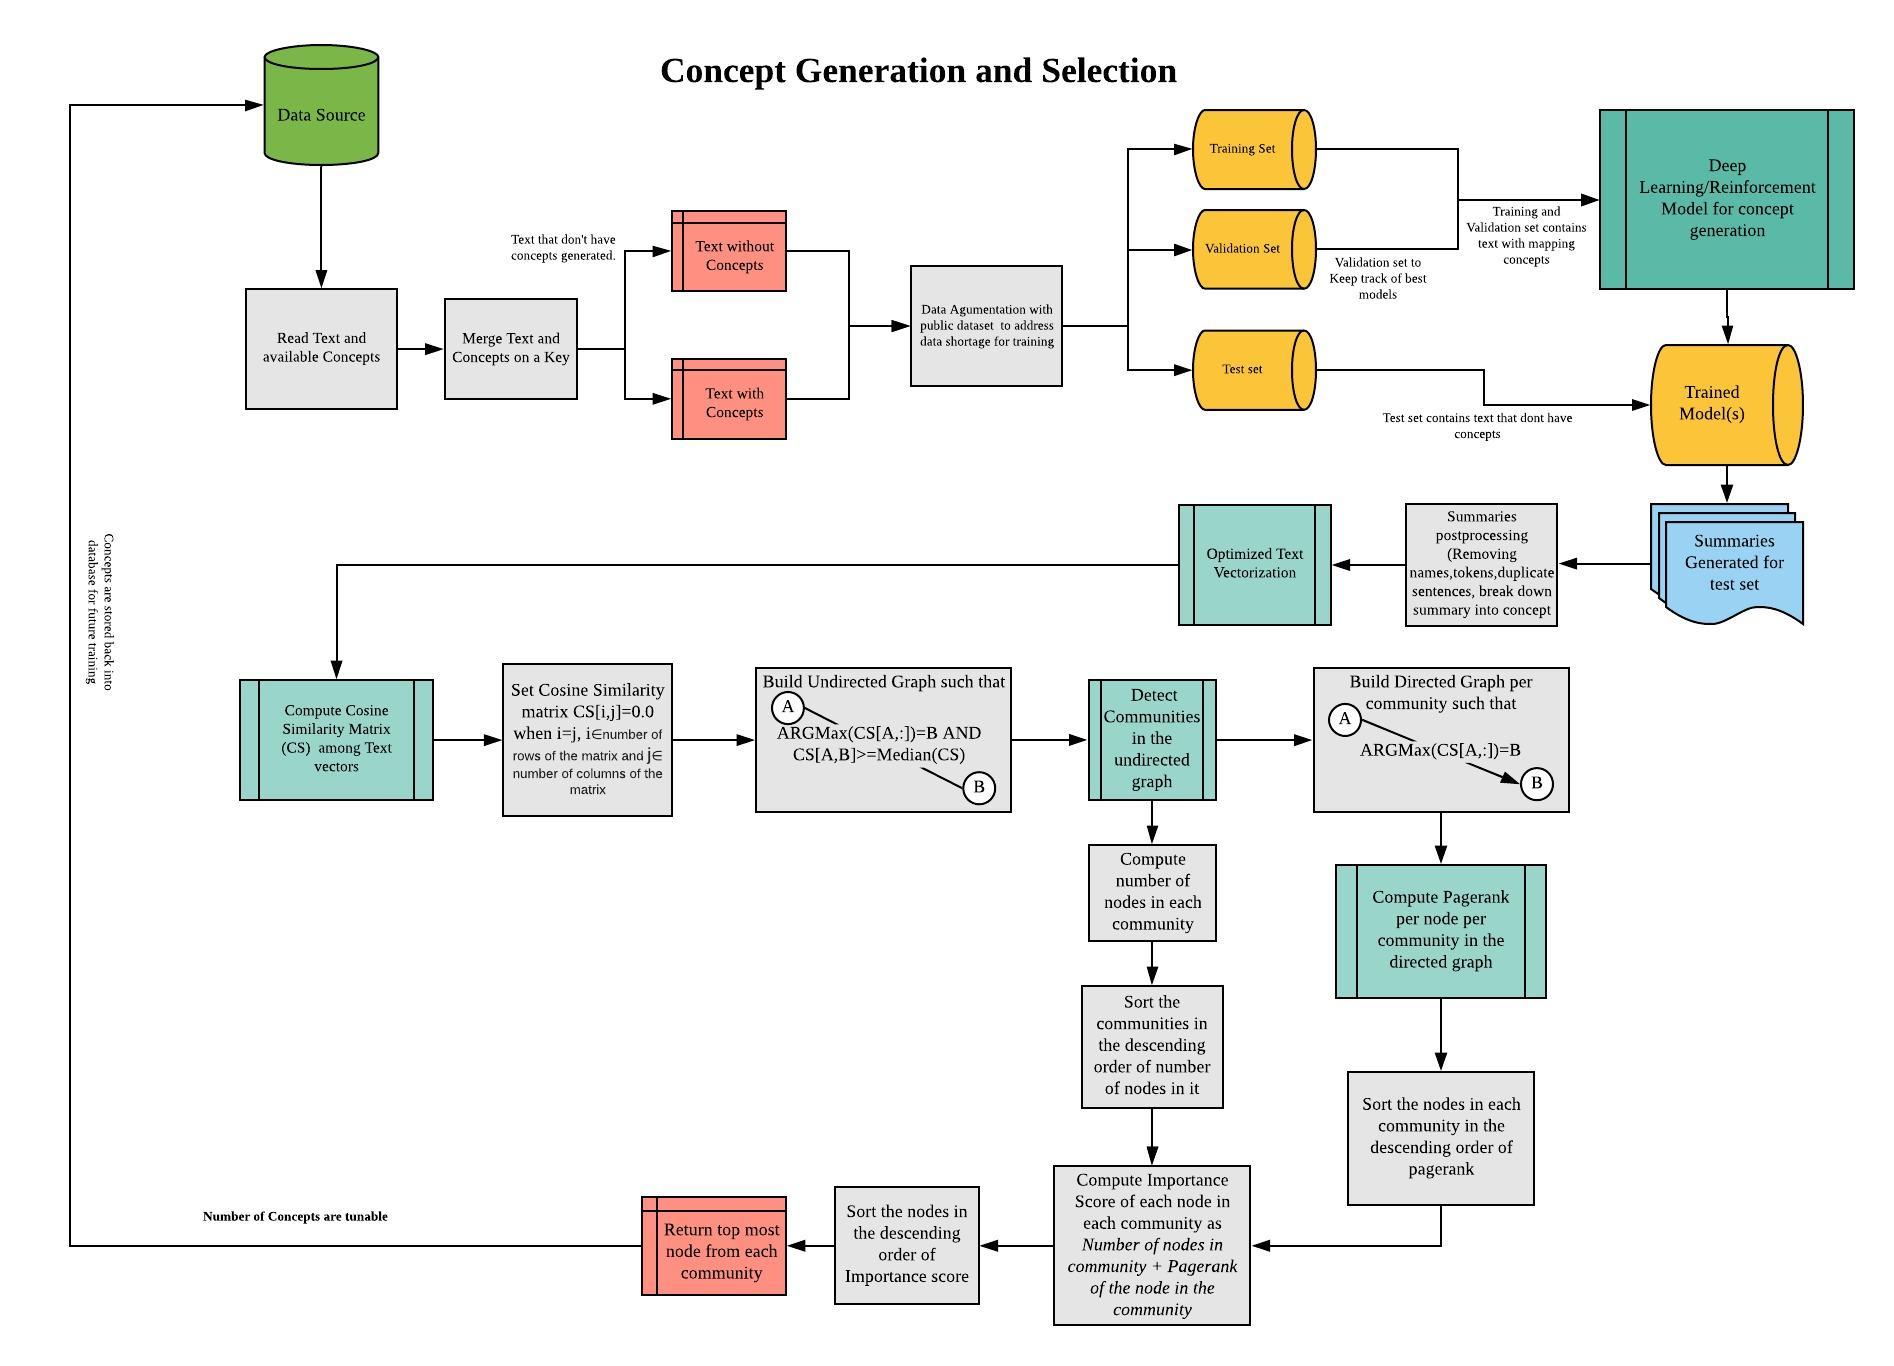 Concept Generation and Selection
Data Source
Read Text and
available Concepts
Merge Text and
Concepts on a Key
Text that don't have
concepts generated.
Text without
Concepts
Text with
Concepts
Data Agumentation with
public dataset to address
data shortage for training
Training Set
Validation Set
Test set
Validation set to
Keep track of best
models
Training and
Validation set contains
text with mapping
concepts
Deep
Learning/Reinforcement
Model for concept
generation
Test set contains text that dont have
concepts
Trained
Model(s)
Summaries
Generated for
test set
Summaries
postprocessing
(Removing
names,tokens,duplicate
sentences, break down
summary into concept
Optimized Text
Vectorization
Concepts are stored back into
database for future training
Compute Cosine
Similarity Matrix
(CS) among Text
vectors
Set Cosine Similarity
matrix CS[i,j]=0.0
when i=j, i∈number of
rows of the matrix and j∈
number of columns of the
matrix
Build Undirected Graph such that
A
ARGMax(CS[A,:])=B AND
CS[A,B]>=Median(CS)
B
Detect
Communities
in the
undirected
graph
Build Directed Graph per
community such that
A
ARGMax(CS[A,:])=B
B
Compute
number of
nodes in each
community
Compute Pagerank
per node per
community in the
directed graph
Sort the
communities in
the descending
order of number
of nodes in it
Sort the nodes in each
community in the
descending order of
pagerank
Compute Importance
Score of each node in
each community as
Number of nodes in
community + Pagerank
of the node in the
community
Sort the nodes in
the descending
order of
Importance score
Return top most
node from each
community
Number of Concepts are tunable